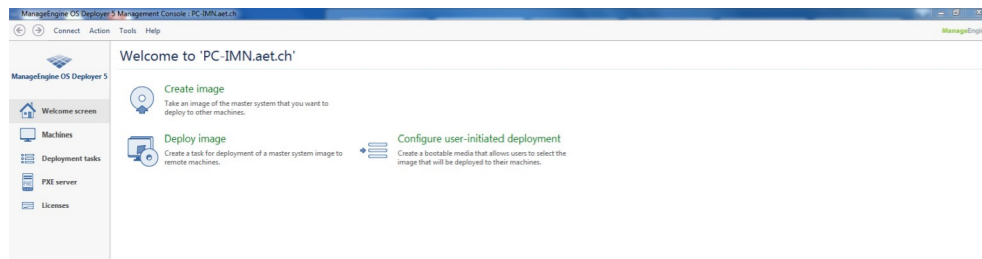 ManageEngine OS Deployer 5 Management Console : PC-IMN.aet.ch
Connect Action Tools Help
ManageEngi
ManageEngine OS Deployer 5
Welcome screen
Machines
Deployment tasks
PXE
PXE server
Licenses
Welcome to 'PC-IMN.aet.ch'
Create image
Take an image of the master system that you want to
deploy to other machines.
Deploy image
Create a task for deployment of a master system image to
remote machines.
Configure user-initiated deployment
Create a bootable media that allows users to select the
image that will be deployed to their machines.